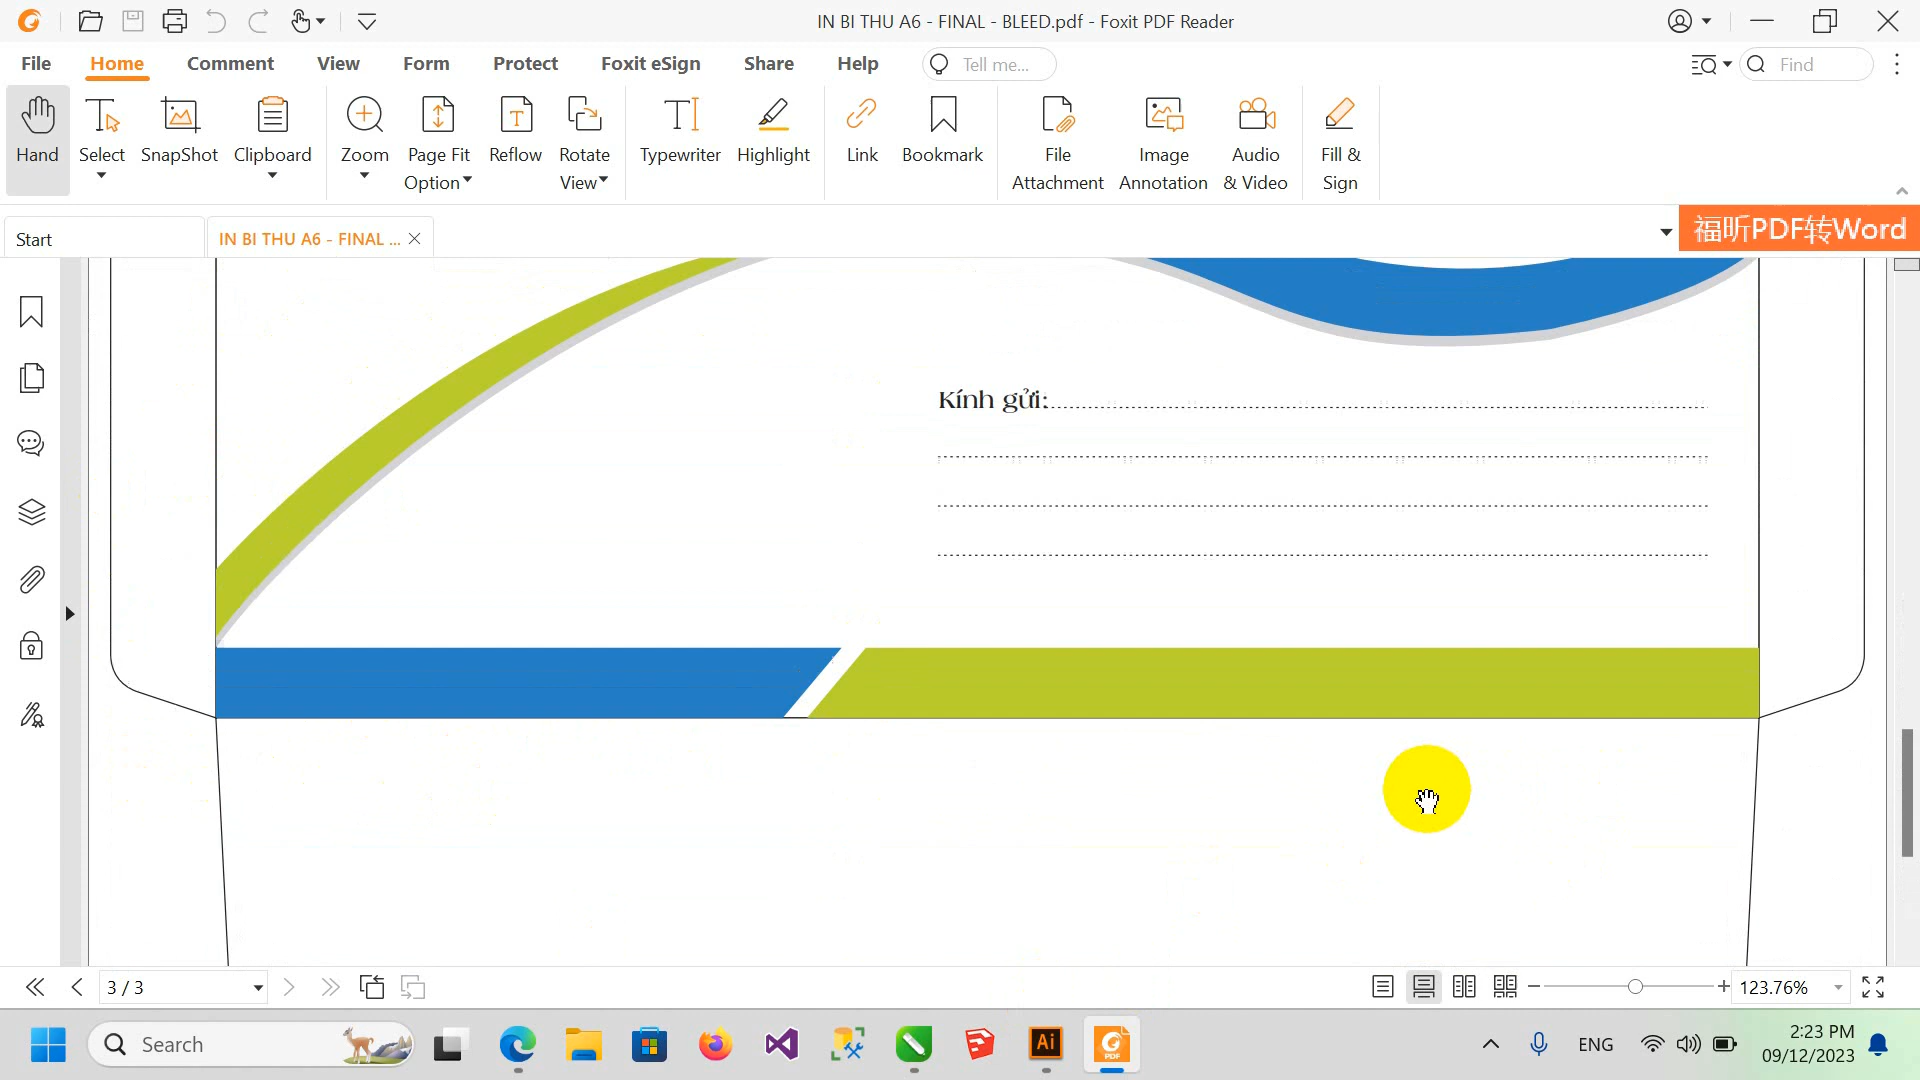 IN BI THU A6 - FINAL - BLEED.pdf - Foxit PDF Reader
File Home Comment View Form Protect Foxit eSign Share Help Tell me... Find
Hand Select SnapShot Clipboard Zoom Page Fit Option Reflow Rotate View Typewriter Highlight Link Bookmark File Attachment Image Annotation Audio & Video Fill & Sign
Start IN BI THU A6 - FINAL ... 福昕PDF转Word
Kính gửi:
3 / 3 123.76%
Search Ai PDF ENG 2:23 PM
09/12/2023